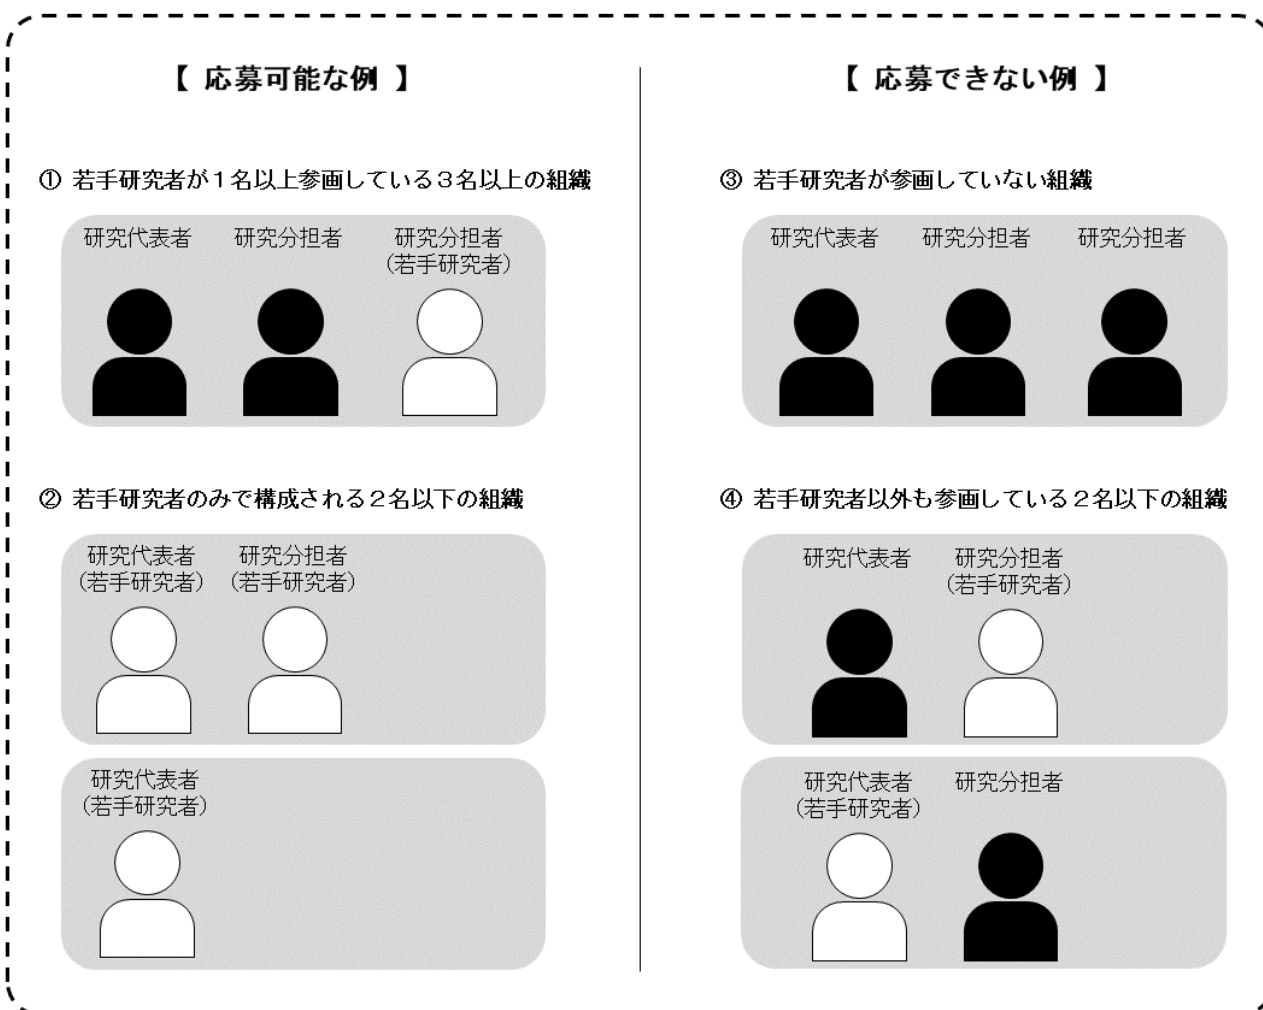 【 応募可能な例 】
① 若手研究者が１名以上参画している３名以上の組織
研究代表者 研究分担者 研究分担者
(若手研究者)
② 若手研究者のみで構成される２名以下の組織
研究代表者 研究分担者
(若手研究者) (若手研究者)
研究代表者
(若手研究者)
【 応募できない例 】
③ 若手研究者が参画していない組織
研究代表者 研究分担者 研究分担者
④ 若手研究者以外も参画している２名以下の組織
研究代表者 研究分担者
(若手研究者)
研究代表者 研究分担者
(若手研究者)